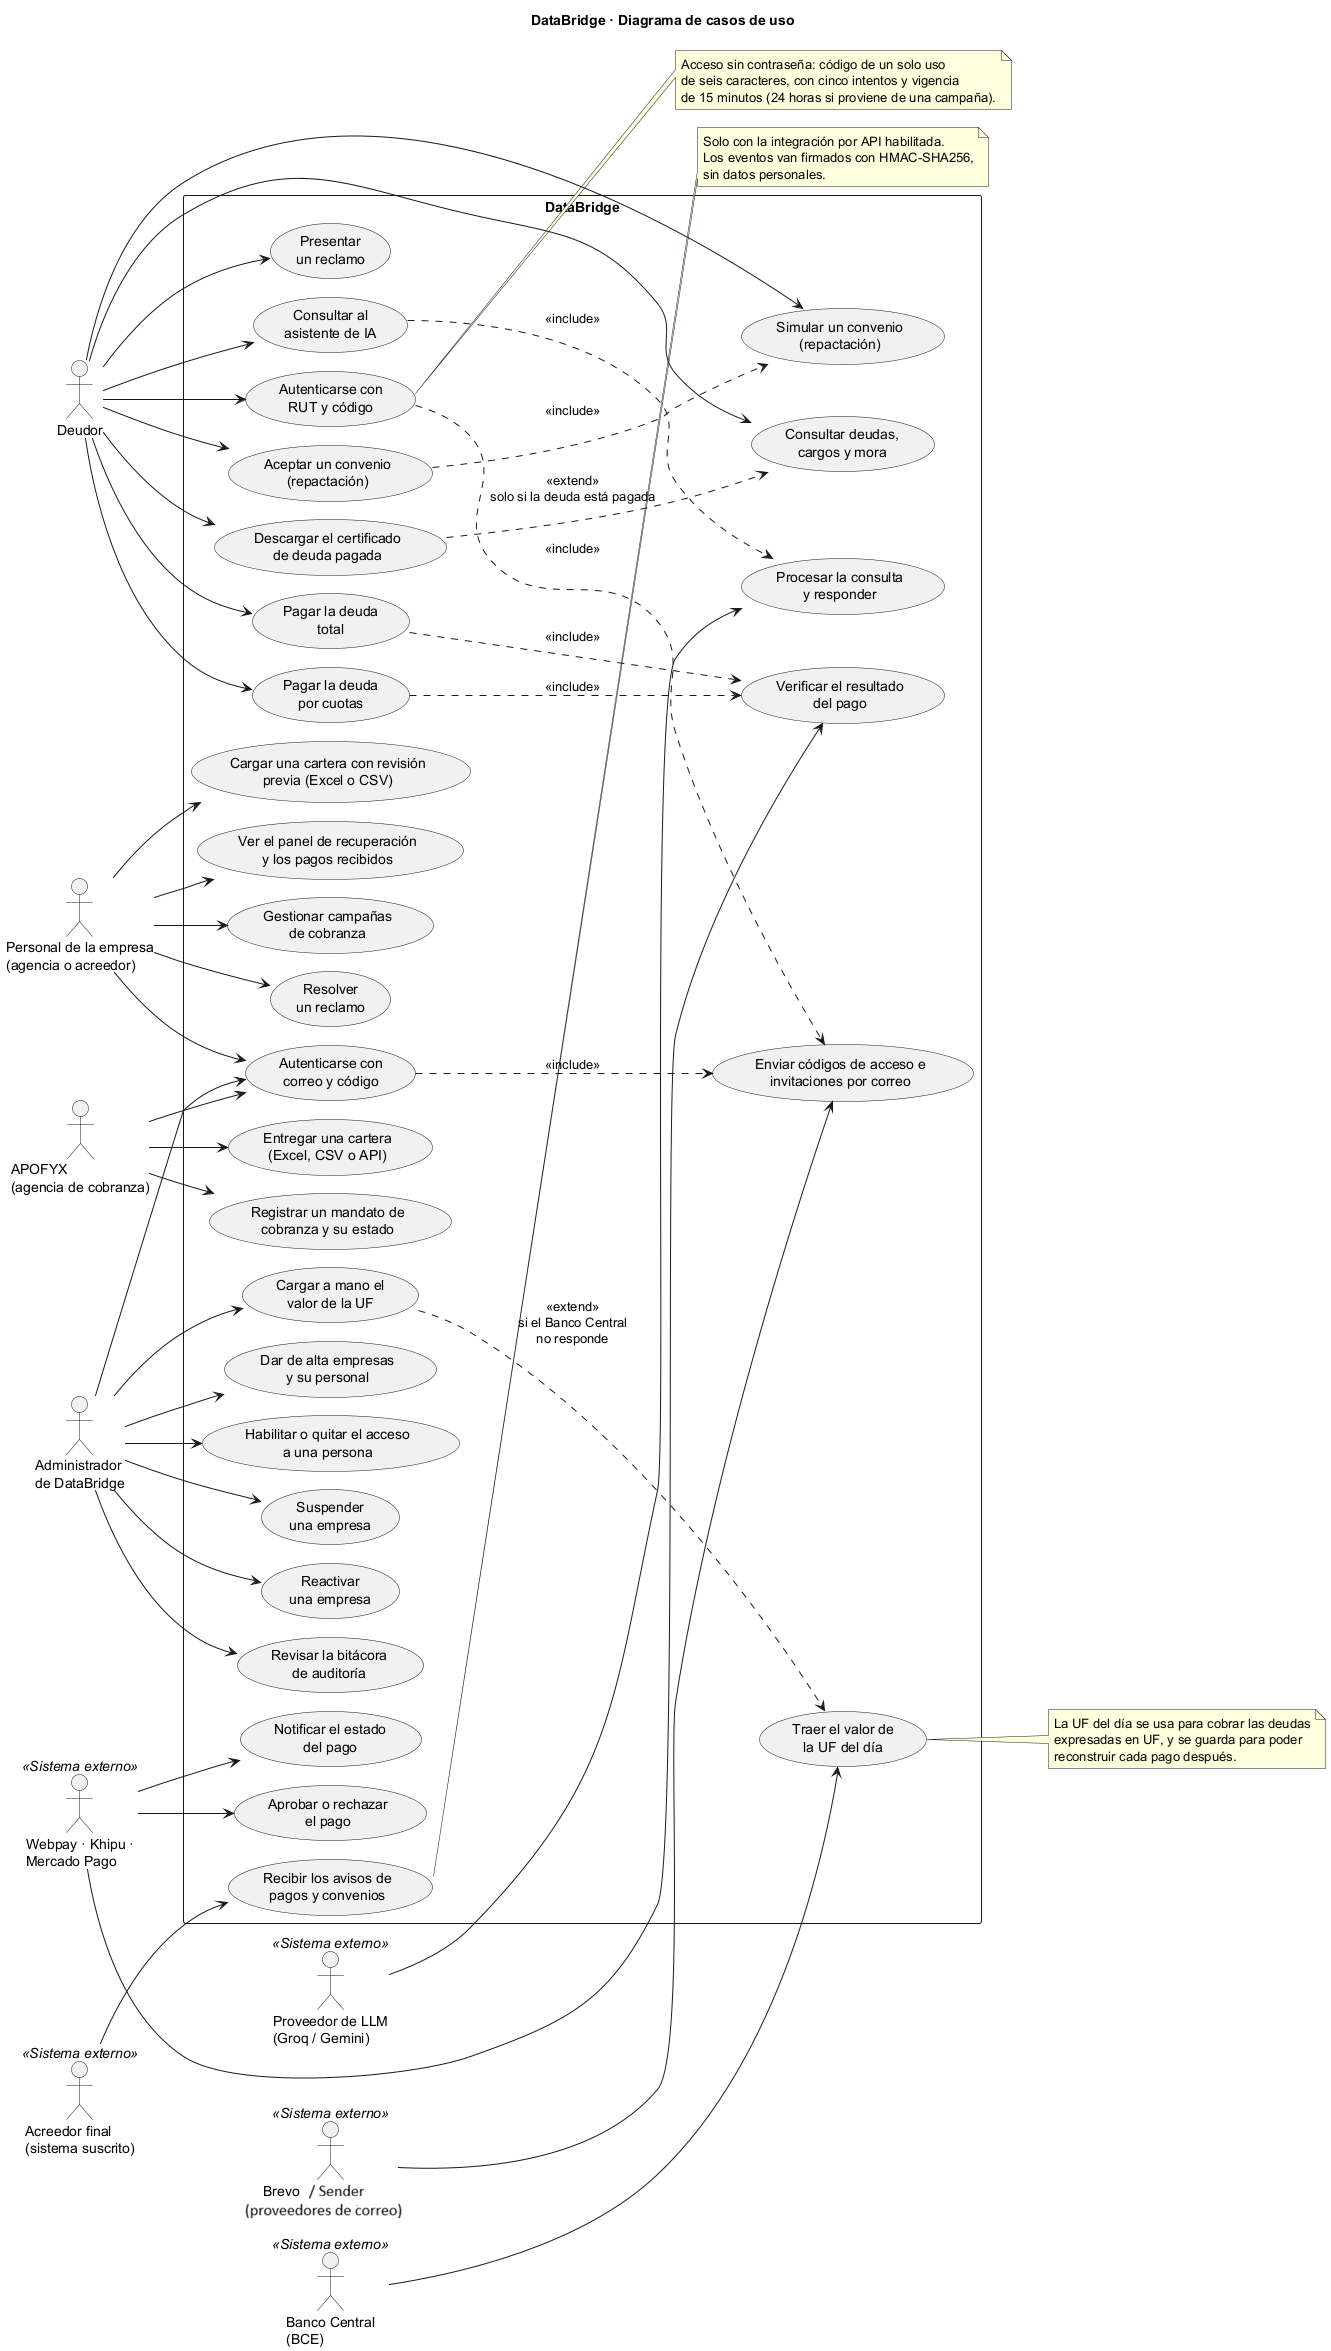 DataBridge · Diagrama de casos de uso
Acceso sin contraseña: código de un solo uso
de seis caracteres, con cinco intentos y vigencia
de 15 minutos (24 horas si proviene de una campaña).
Solo con la integración por API habilitada.
Los eventos van firmados con HMAC-SHA256,
sin datos personales.
DataBridge
Presentar
un reclamo
Consultar al
asistente de IA
«include»
Simular un convenio
(repactación)
Autenticarse con
RUT y código
Deudor
«include»
Consultar deudas,
cargos y mora
Aceptar un convenio
(repactación)
«extend»
solo si la deuda está pagada
Descargar el certificado
de deuda pagada
«include»
Procesar la consulta
y responder
Pagar la deuda
total
«include»
Pagar la deuda
por cuotas
«include»
Verificar el resultado
del pago
Cargar una cartera con revisión
previa (Excel o CSV)
Ver el panel de recuperación
y los pagos recibidos
Gestionar campañas
de cobranza
Personal de la empresa
(agencia o acreedor)
Resolver
un reclamo
Autenticarse con
correo y código
«include»
Enviar códigos de acceso e
invitaciones por correo
Entregar una cartera
(Excel, CSV o API)
APOFYX
(agencia de cobranza)
Registrar un mandato de
cobranza y su estado
Cargar a mano el
valor de la UF
«extend»
si el Banco Central
no responde
Dar de alta empresas
y su personal
Habilitar o quitar el acceso
a una persona
Administrador
de DataBridge
Suspender
una empresa
Reactivar
una empresa
Revisar la bitácora
de auditoría
Notificar el estado
del pago
Traer el valor de
la UF del día
La UF del día se usa para cobrar las deudas
expresadas en UF, y se guarda para poder
reconstruir cada pago después.
«Sistema externo»
Webpay · Khipu ·
Mercado Pago
Aprobar o rechazar
el pago
Recibir los avisos de
pagos y convenios
«Sistema externo»
Proveedor de LLM
(Groq / Gemini)
«Sistema externo»
Acreedor final
(sistema suscrito)
«Sistema externo»
Brevo / Sender
(proveedores de correo)
«Sistema externo»
Banco Central
(BCE)